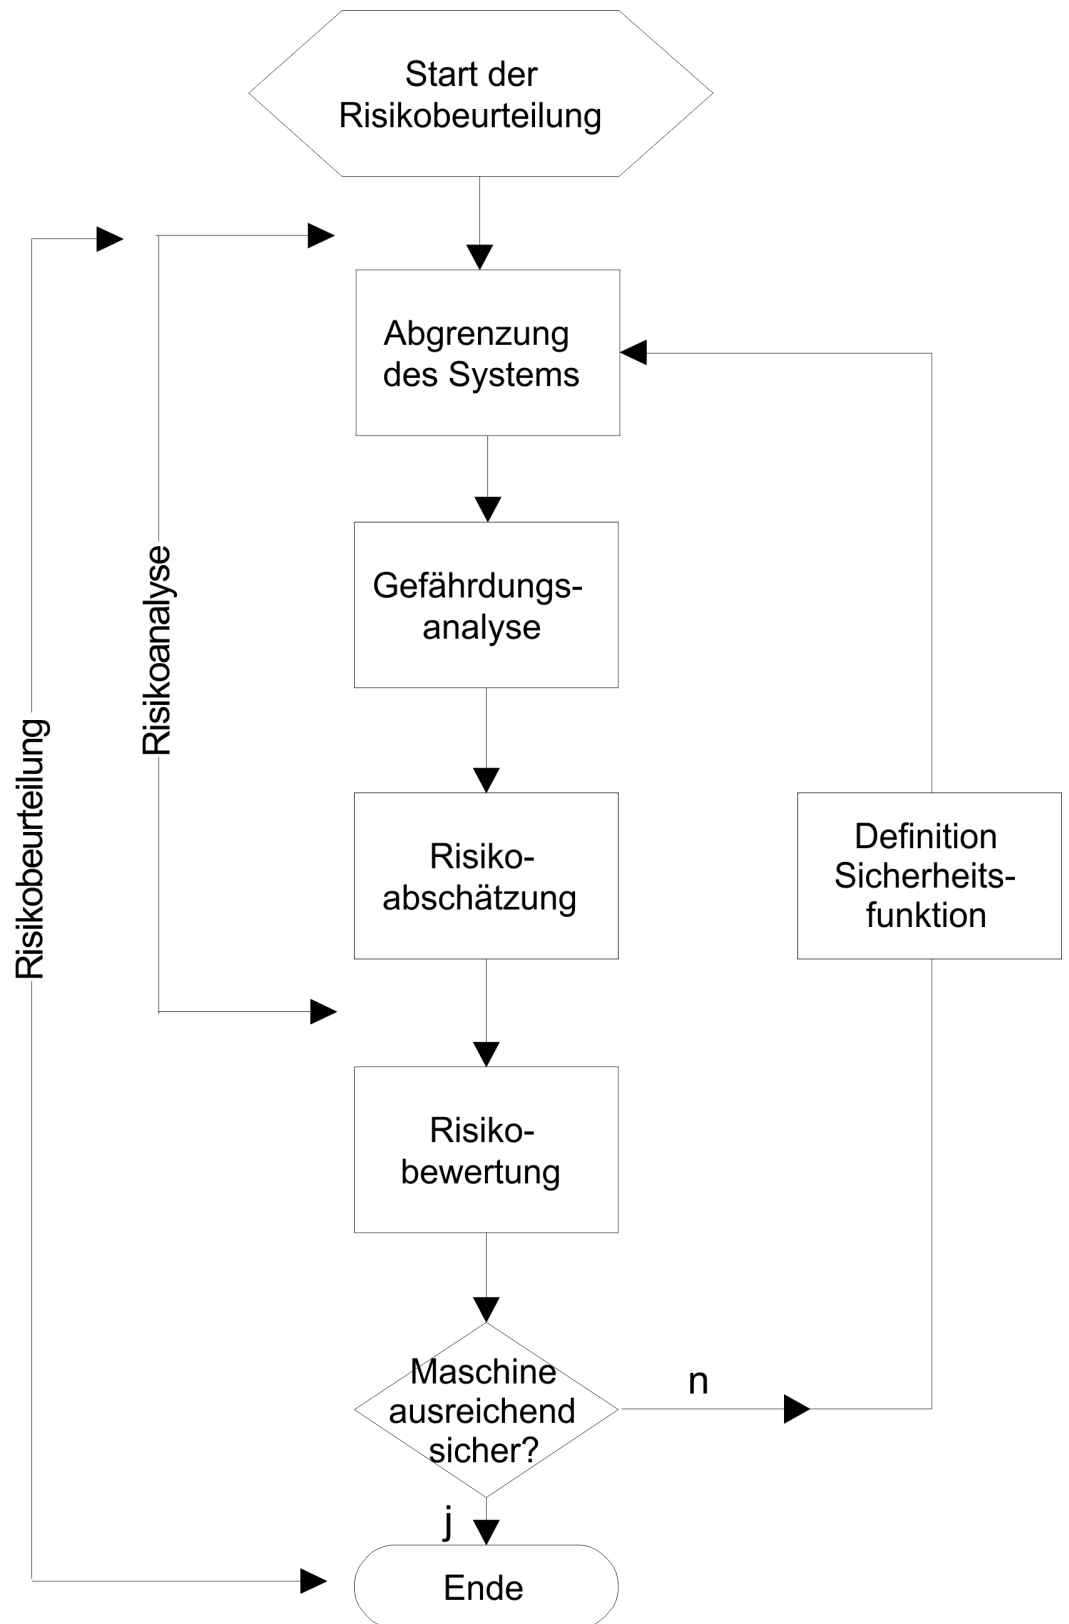 Start der
Risikobeurteilung
Abgrenzung
des Systems
Gefährdungs-
analyse
Risikoanalyse
Risikobeurteilung
Risiko-
abschätzung
Definition
Sicherheits-
funktion
Risiko-
bewertung
Maschine
ausreichend
sicher?
n
j
Ende